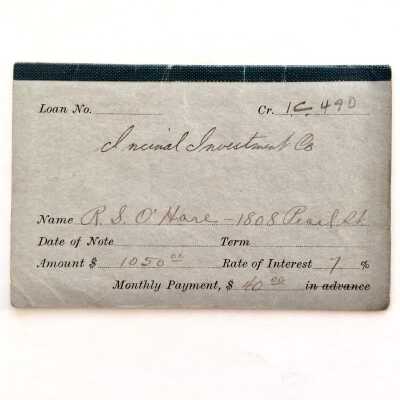 Loan No. Cr. 1C 490
Incinal Investment Co
Name R. S. O'Hare - 1808 Pearl St.
Date of Note Term
Amount $ 1050 00 Rate of Interest 7 %
Monthly Payment, $ 40 00 in advance